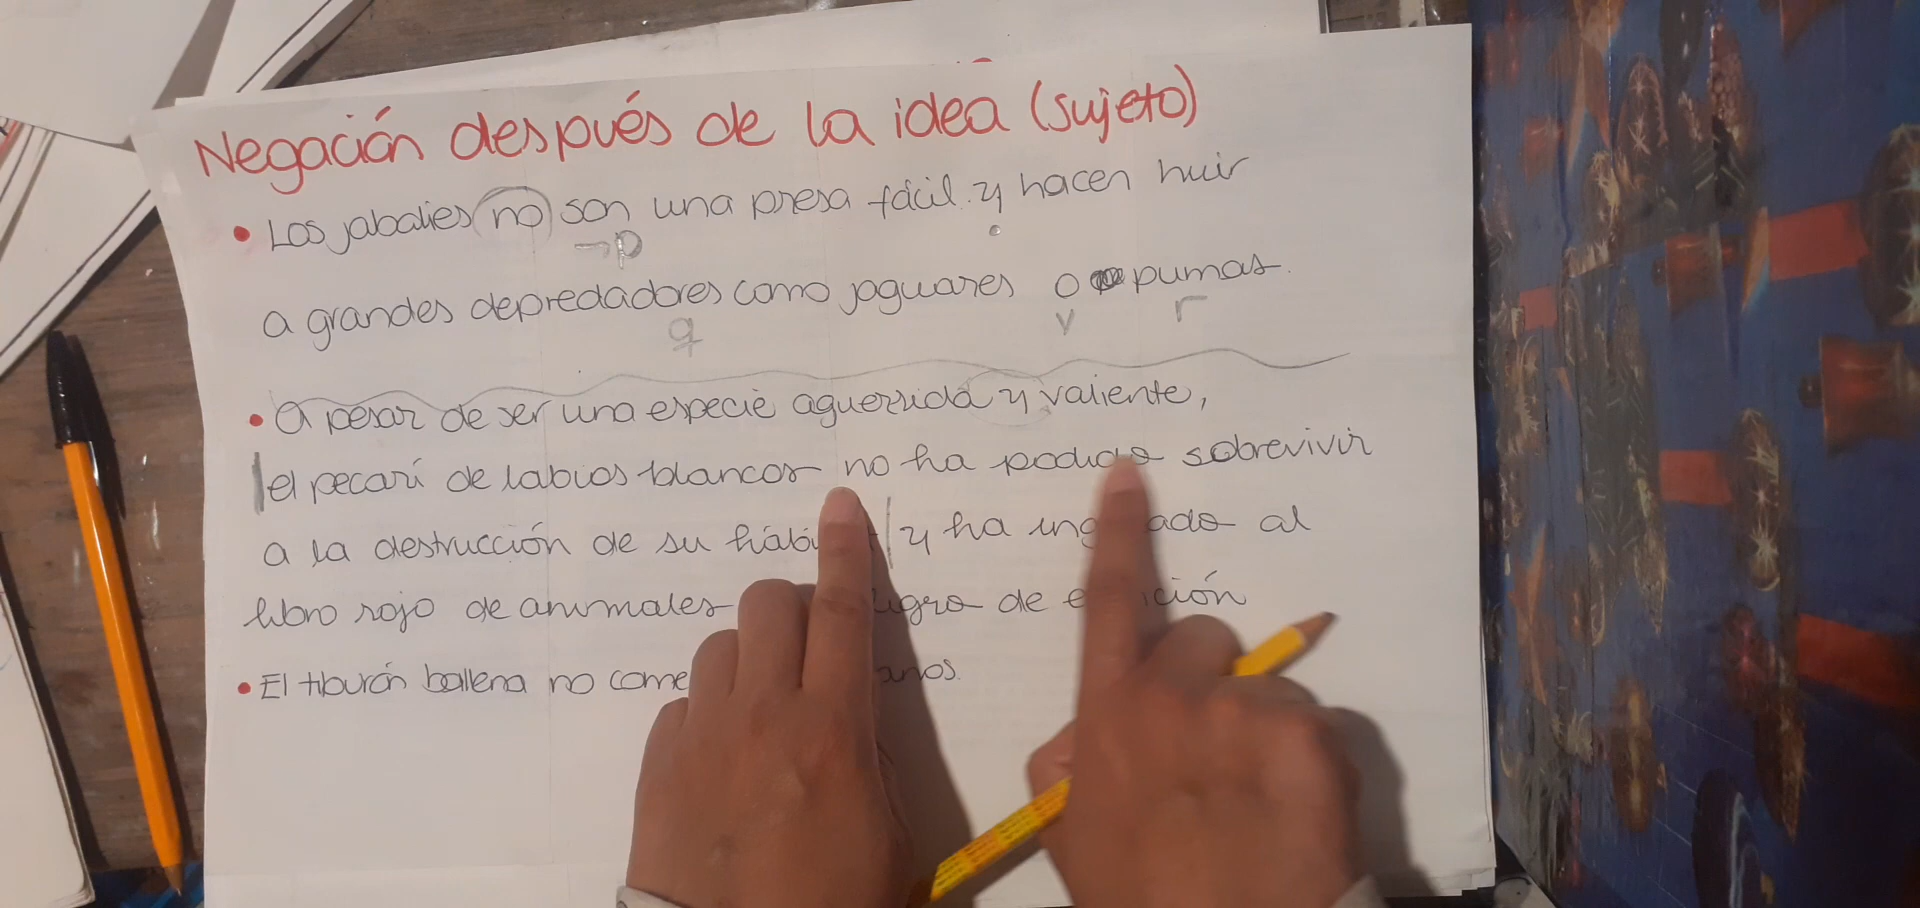 Negación después de la idea (sujeto)
• Los jabalíes no son una presa fácil. y hacen huir
¬p
a grandes depredadores como jaguares o pumas.
q v r
• A pesar de ser una especie aguerrida y valiente,
el pecarí de labios blancos no ha podido sobrevivir
a la destrucción de su y ha al
libro rojo de animales de
• El tiburón ballena no come